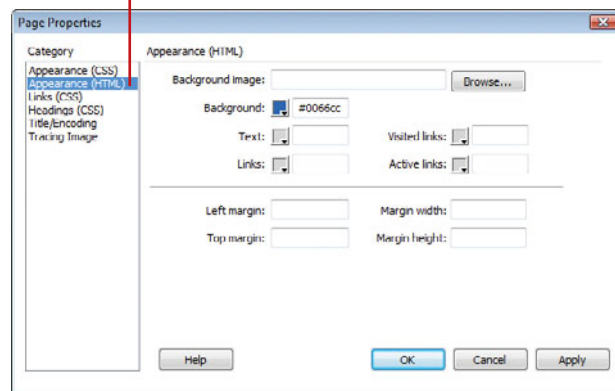 Page Properties
Category
Appearance (CSS)
Appearance (HTML)
Links (CSS)
Headings (CSS)
Title/Encoding
Tracing Image
Appearance (HTML)
Background image:
Browse...
Background: #0066cc
Text: Visited links:
Links: Active links:
Left margin: Margin width:
Top margin: Margin height:
Help OK Cancel Apply